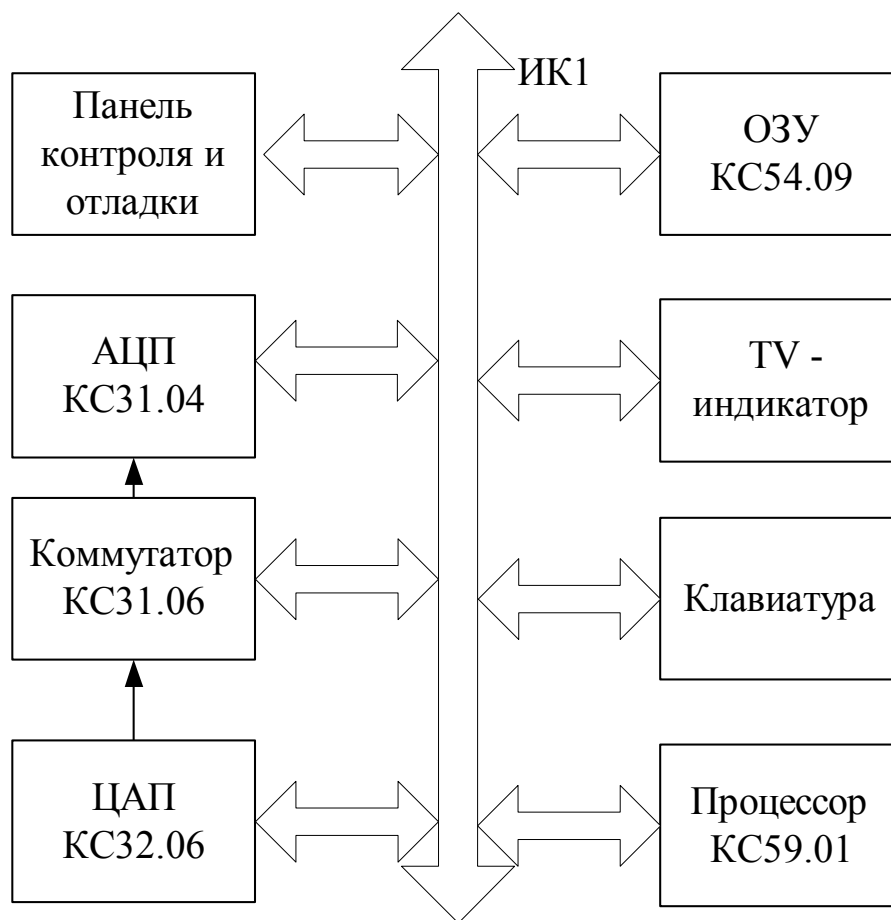 ИК1
Панель
контроля и
отладки
ОЗУ
КС54.09
АЦП
КС31.04
TV -
индикатор
Коммутатор
КС31.06
Клавиатура
ЦАП
КС32.06
Процессор
КС59.01